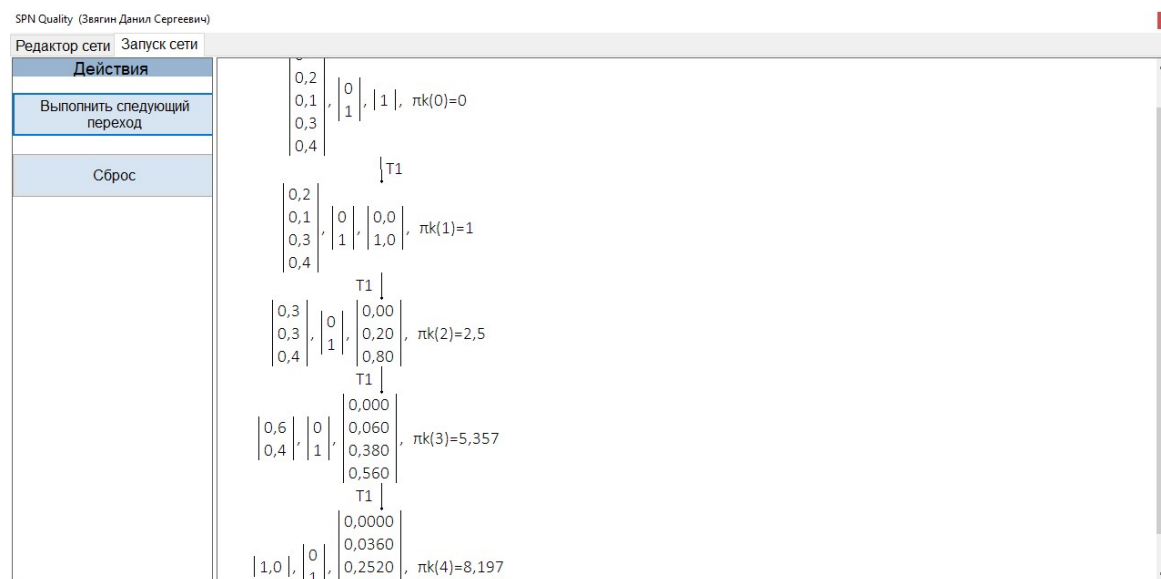 SPN Quality (Звягин Данил Сергеевич)
Редактор сети Запуск сети
Действия
Выполнить следующий
переход
Сброс
0,2
0,1
0,3
0,4
, 0
1
, 1 , πk(0)=0
T1
0,2
0,1
0,3
0,4
, 0
1
, 0,0
1,0
, πk(1)=1
T1
0,3
0,3
0,4
, 0
1
, 0,00
0,20
0,80
, πk(2)=2,5
T1
0,6
0,4
, 0
1
, 0,000
0,060
0,380
0,560
, πk(3)=5,357
T1
1,0 , 0
1
, 0,0000
0,0360
0,2520
, πk(4)=8,197